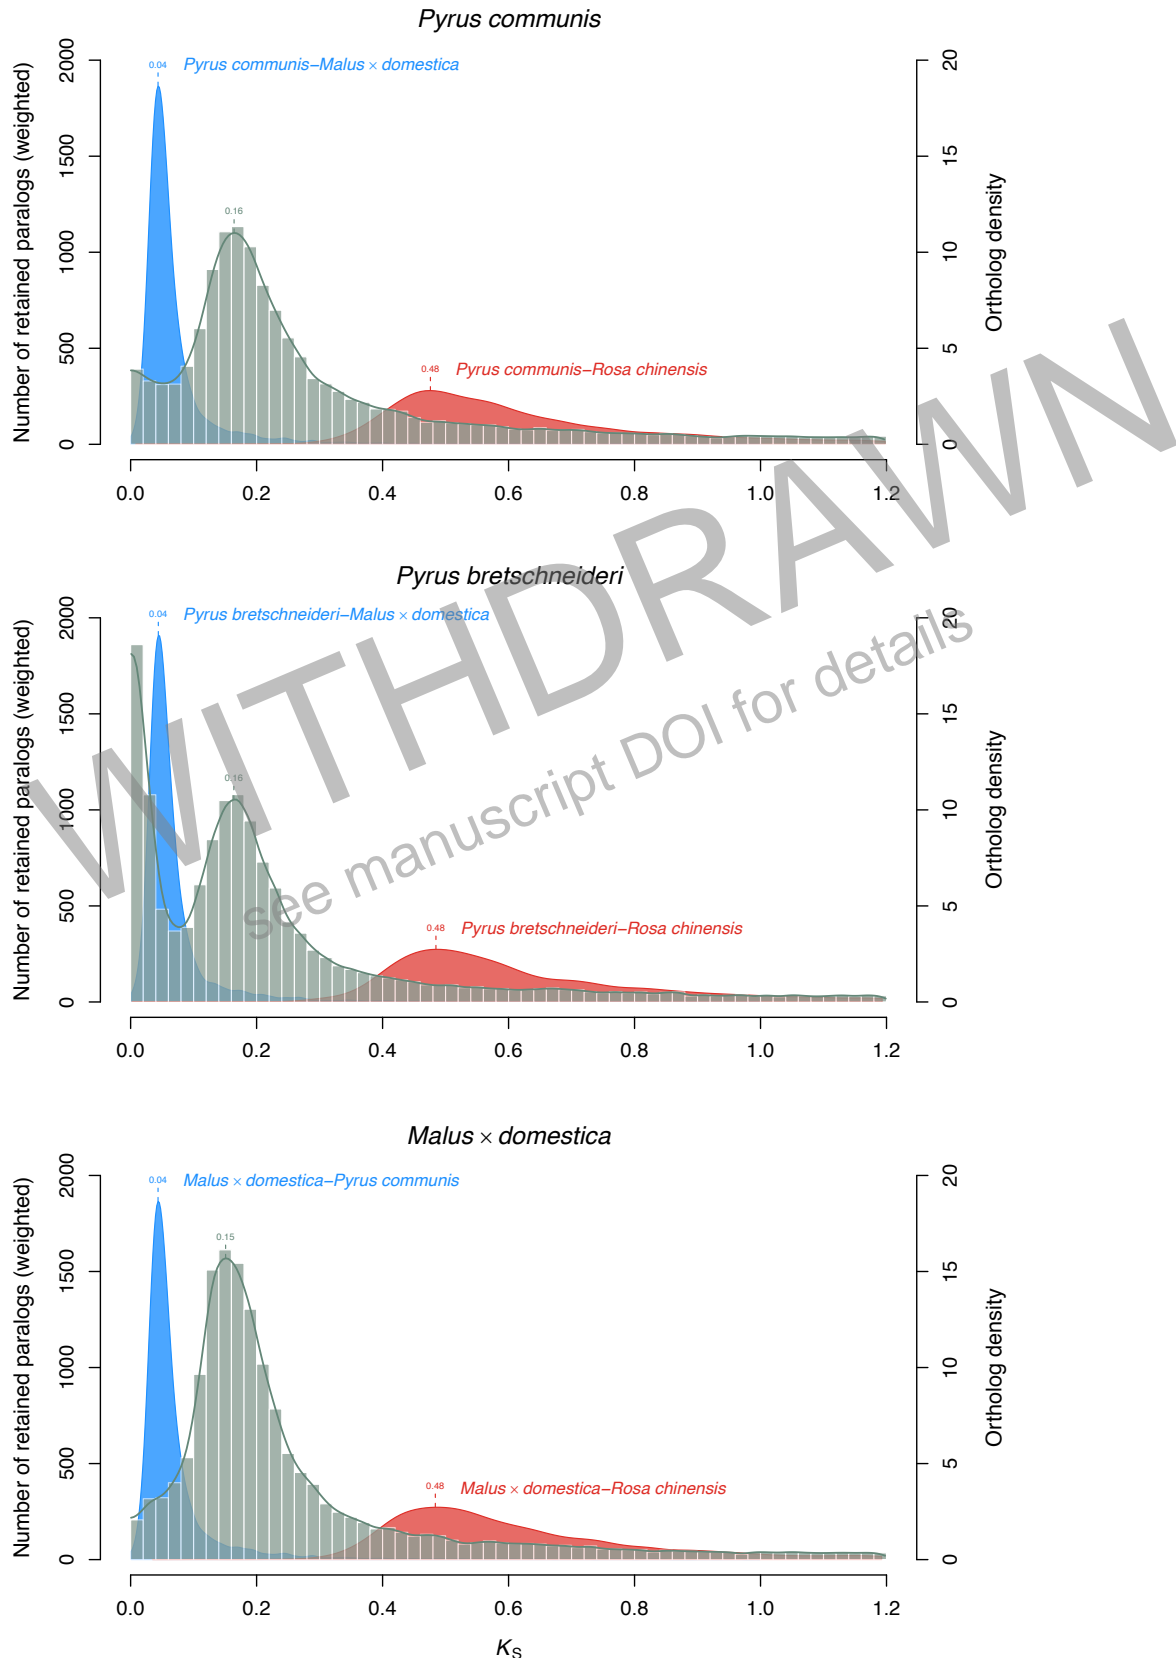 Pyrus communis
Number of retained paralogs (weighted)
0 500 1000 1500 2000
0.04
Pyrus communis–Malus × domestica
0.16
0.48
Pyrus communis–Rosa chinensis
0 5 10 15 20
Ortholog density
0.0 0.2 0.4 0.6 0.8 1.0 1.2
WITHDRAWN
see manuscript DOI for details
Pyrus bretschneideri
Number of retained paralogs (weighted)
0 500 1000 1500 2000
0.04
Pyrus bretschneideri–Malus × domestica
0.16
0.48
Pyrus bretschneideri–Rosa chinensis
0 5 10 15 20
Ortholog density
0.0 0.2 0.4 0.6 0.8 1.0 1.2
Malus × domestica
Number of retained paralogs (weighted)
0 500 1000 1500 2000
0.04
Malus × domestica–Pyrus communis
0.15
0.48
Malus × domestica–Rosa chinensis
0 5 10 15 20
Ortholog density
0.0 0.2 0.4 0.6 0.8 1.0 1.2
KS